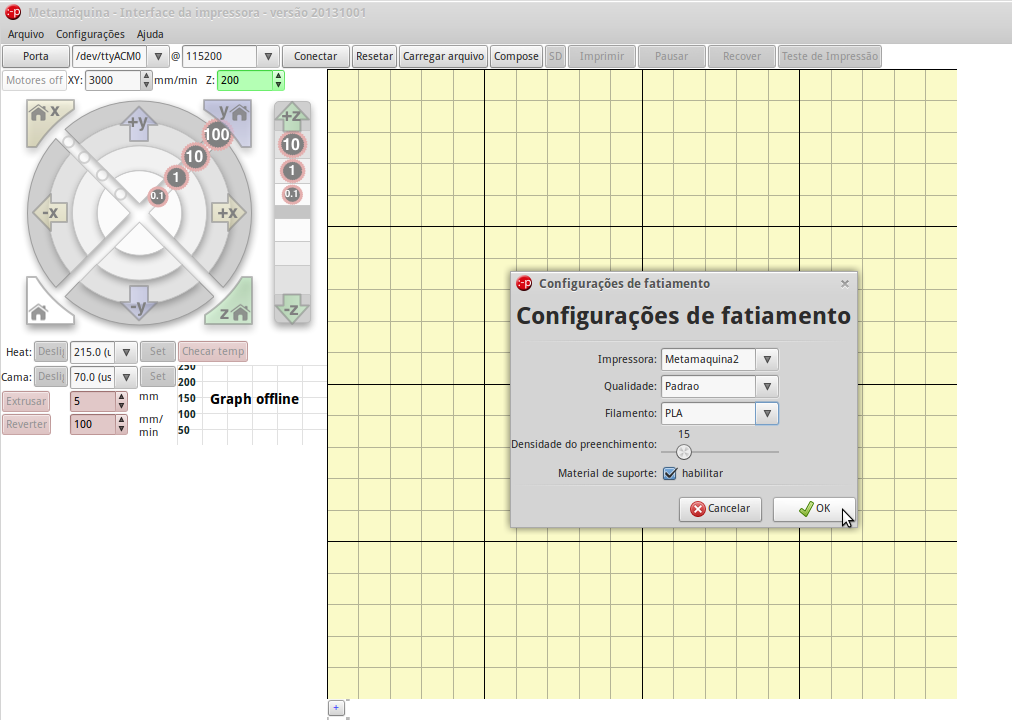 Metamáquina - Interface da impressora - versão 20131001
Arquivo Configurações Ajuda
Porta /dev/ttyACM0 @ 115200 Conectar Resetar Carregar arquivo Compose SD Imprimir Pausar Recover Teste de Impressão
Motores off XY: 3000 mm/min Z: 200
x +y y +z
100
10 10
1 1
0.1 0.1
-x +x
-y z -z
Heat: Deslig 215.0 (u Set Checar temp
Cama: Deslig 70.0 (us Set
Extrusar 5 mm
Reverter 100 mm/
min
250
200
150 Graph offline
100
50
Configurações de fatiamento
Configurações de fatiamento
Impressora: Metamaquina2
Qualidade: Padrao
Filamento: PLA
15
Densidade do preenchimento:
Material de suporte: habilitar
Cancelar OK
+